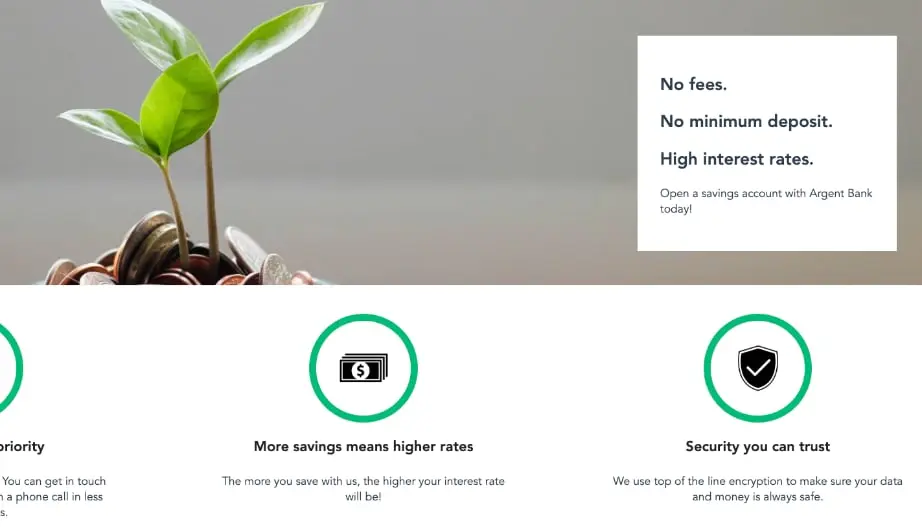 No fees.
No minimum deposit.
High interest rates.
Open a savings account with Argent Bank
today!
$
priority
You can get in touch
a phone call in less
s.
More savings means higher rates
The more you save with us, the higher your interest rate
will be!
Security you can trust
We use top of the line encryption to make sure your data
and money is always safe.